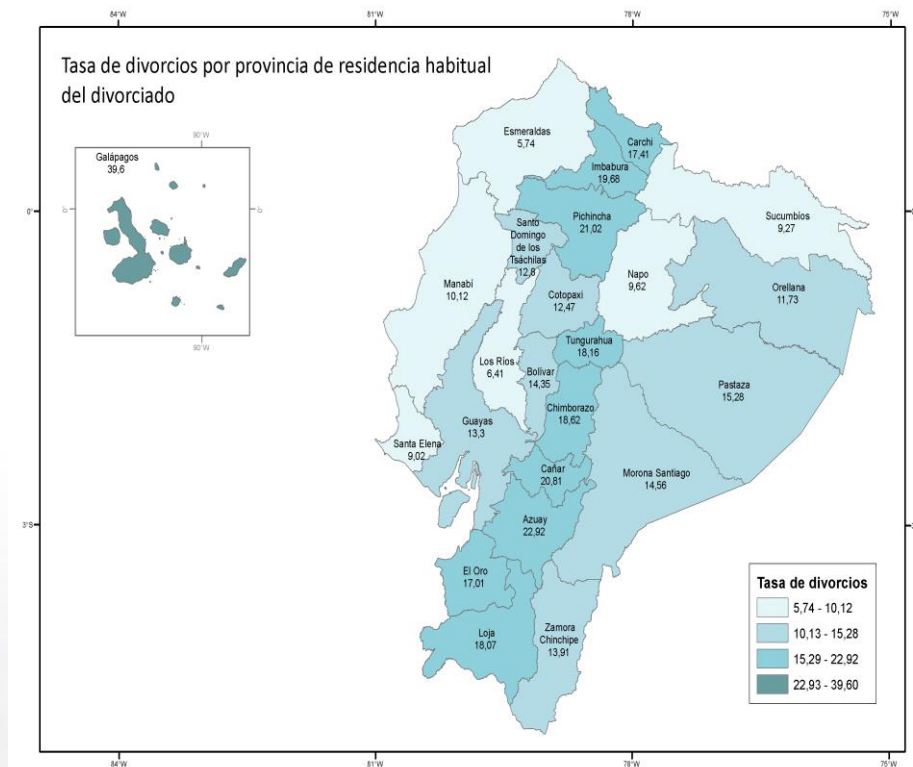 84°W
81°W
78°W
75°W
Tasa de divorcios por provincia de residencia habitual
del divorciado
90°W
Galápagos
39,6
0°
0°
90°W
0°
3°S
Esmeraldas
5,74
Carchi
17,41
Imbabura
19,68
Pichincha
21,02
Sucumbíos
9,27
Santo
Domingo
de los
Tsáchilas
12,8
Napo
9,62
Orellana
11,73
Manabí
10,12
Cotopaxi
12,47
Tungurahua
18,16
Los Ríos
6,41
Bolívar
14,35
Pastaza
15,28
Chimborazo
18,62
Guayas
13,3
Santa Elena
9,02
Cañar
20,81
Morona Santiago
14,56
Azuay
22,92
El Oro
17,01
Loja
18,07
Zamora
Chinchipe
13,91
Tasa de divorcios
5,74 - 10,12
10,13 - 15,28
15,29 - 22,92
22,93 - 39,60
84°W
81°W
78°W
75°W